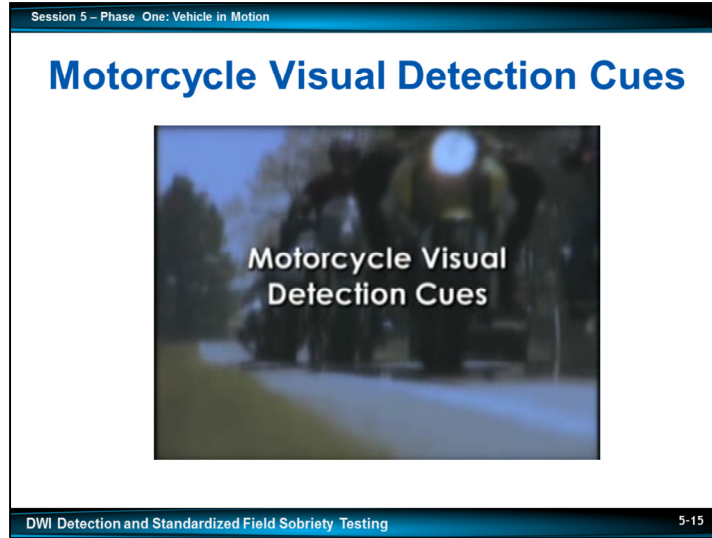 Session 5 – Phase One: Vehicle in Motion
Motorcycle Visual Detection Cues
Motorcycle Visual
Detection Cues
DWI Detection and Standardized Field Sobriety Testing
5-15